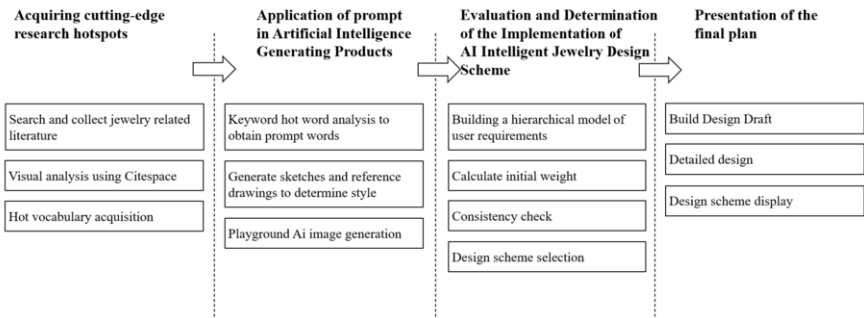 Acquiring cutting-edge
research hotspots
Search and collect jewelry related
literature
Visual analysis using Citespace
Hot vocabulary acquisition
Application of prompt
in Artificial Intelligence
Generating Products
Keyword hot word analysis to
obtain prompt words
Generate sketches and reference
drawings to determine style
Playground Ai image generation
Evaluation and Determination
of the Implementation of
AI Intelligent Jewelry Design
Scheme
Building a hierarchical model of
user requirements
Calculate initial weight
Consistency check
Design scheme selection
Presentation of the
final plan
Build Design Draft
Detailed design
Design scheme display